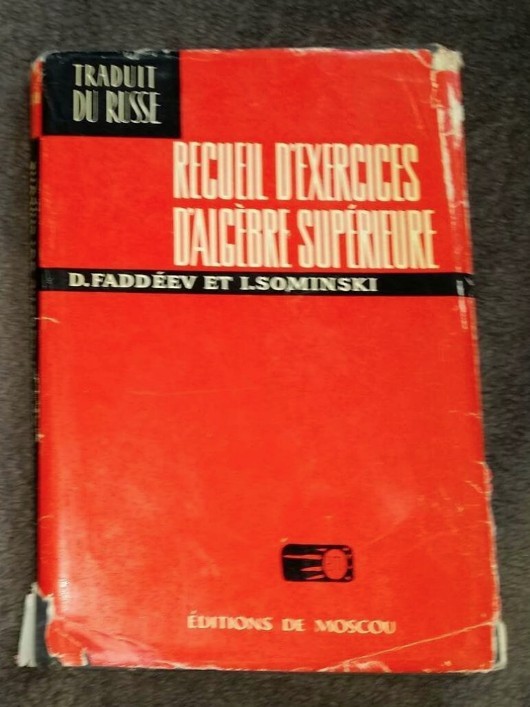 TRADUIT
DU RUSSE
RECUEIL D'EXERCICES
D'ALGÈBRE SUPÉRIEURE
D.FADDÉEV ET I.SOMINSKI
ÉDITIONS DE MOSCOU